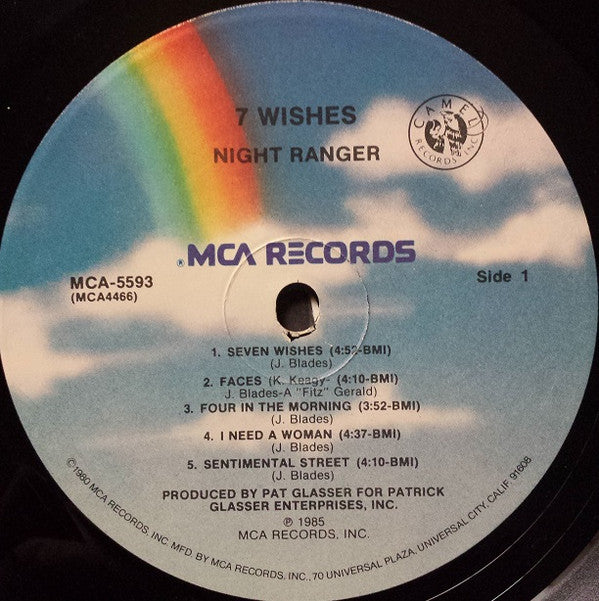 7 WISHES
NIGHT RANGER
CAMEL
RECORDS, INC.
® MCA RECORDS
MCA-5593
(MCA4466)
Side 1
1. SEVEN WISHES (4:52-BMI)
(J. Blades)
2. FACES (K. Keagy- (4:10-BMI)
J. Blades-A "Fitz" Gerald)
3. FOUR IN THE MORNING (3:52-BMI)
(J. Blades)
4. I NEED A WOMAN (4:37-BMI)
(J. Blades)
5. SENTIMENTAL STREET (4:10-BMI)
(J. Blades)
PRODUCED BY PAT GLASSER FOR PATRICK
GLASSER ENTERPRISES, INC.
℗ 1985
MCA RECORDS, INC.
©1980 MCA RECORDS, INC. MFD. BY MCA RECORDS, INC., 70 UNIVERSAL PLAZA, UNIVERSAL CITY, CALIF. 91608